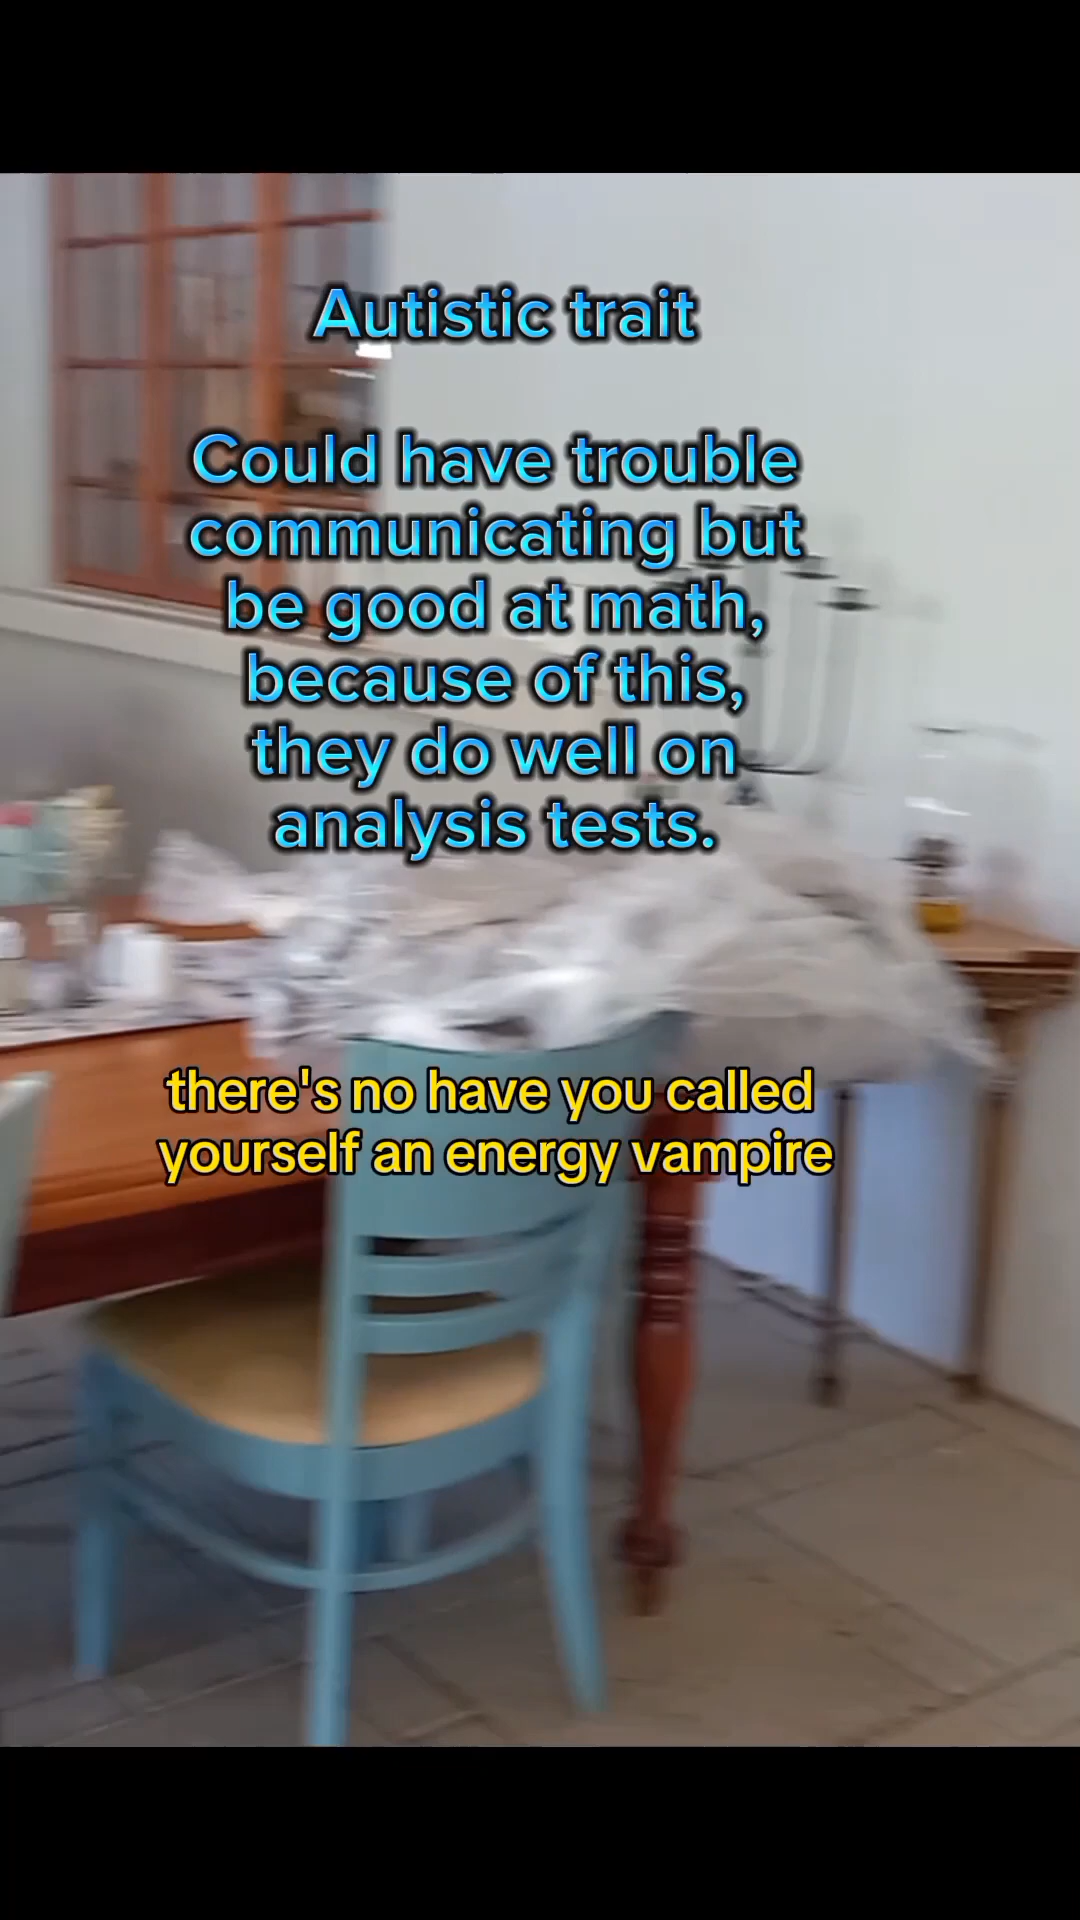 Autistic trait
Could have trouble
communicating but
be good at math,
because of this,
they do well on
analysis tests.
there's no have you called
yourself an energy vampire